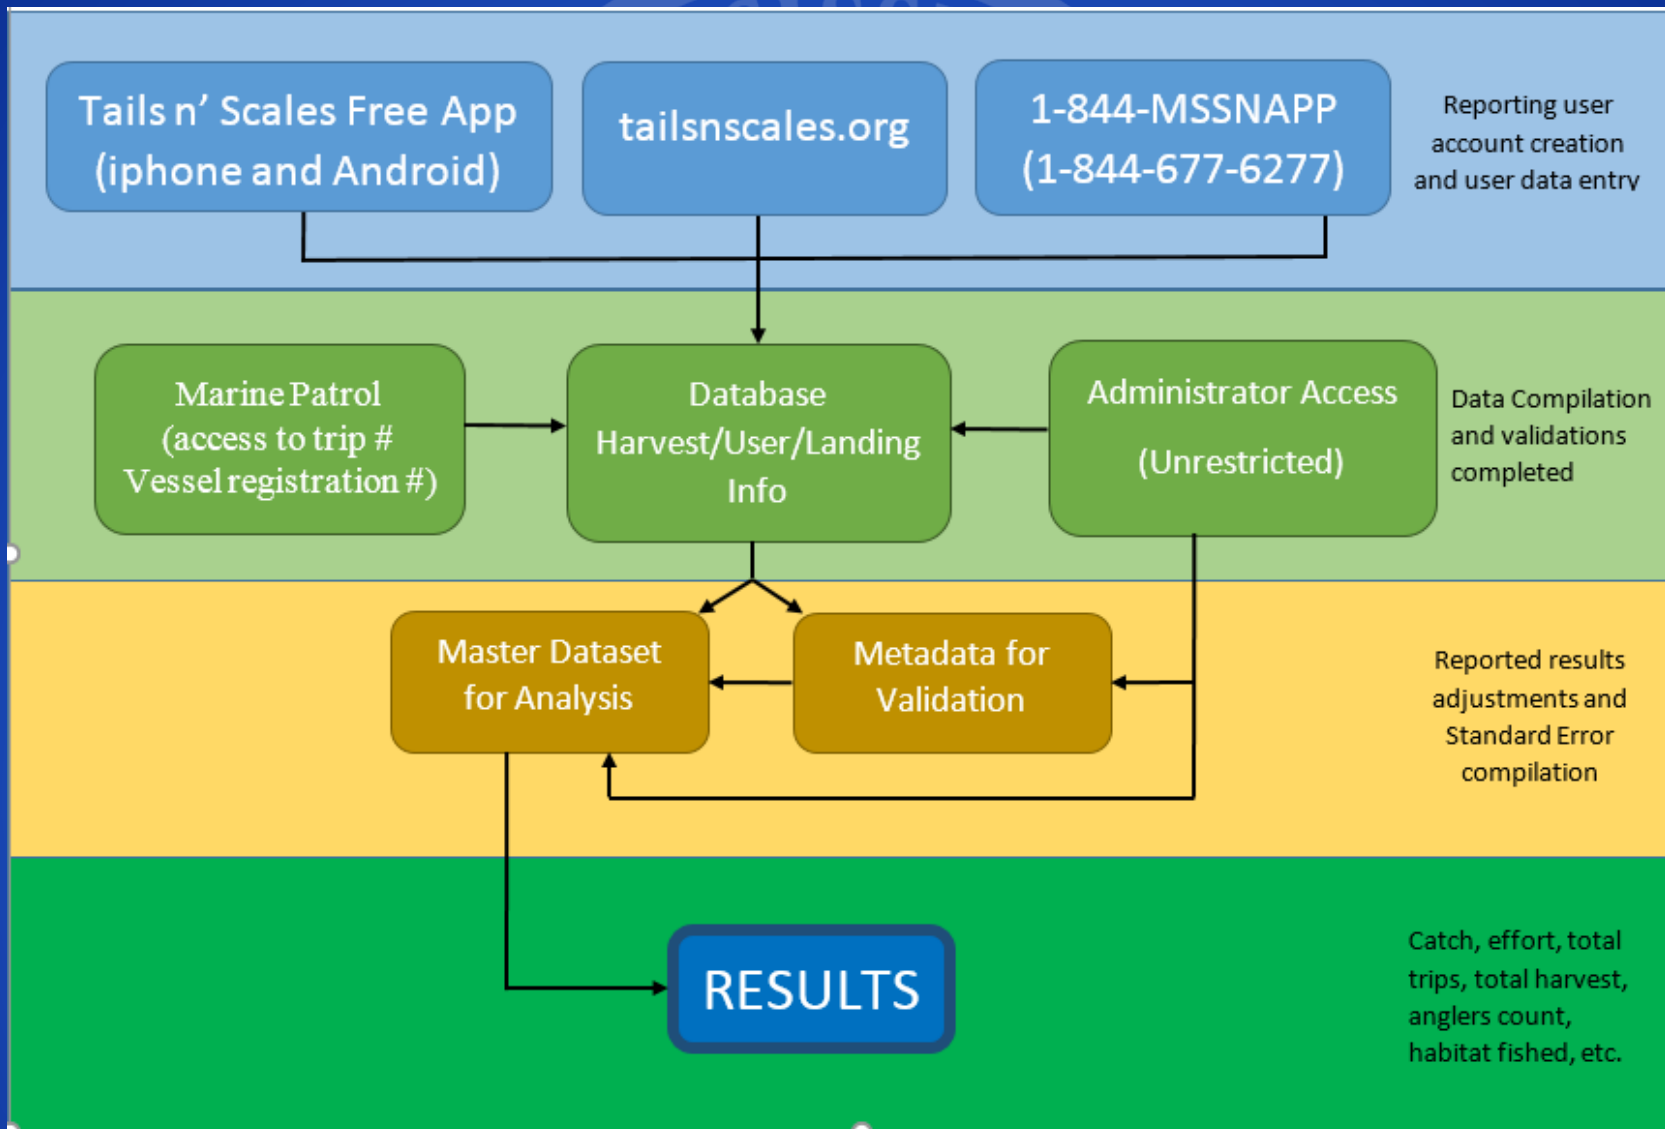 Tails n’ Scales Free App
(iphone and Android)
tailsnscales.org
1-844-MSSNAPP
(1-844-677-6277)
Reporting user
account creation
and user data entry
Marine Patrol
(access to trip #
Vessel registration #)
Database
Harvest/User/Landing
Info
Administrator Access
(Unrestricted)
Data Compilation
and validations
completed
Master Dataset
for Analysis
Metadata for
Validation
Reported results
adjustments and
Standard Error
compilation
RESULTS
Catch, effort, total
trips, total harvest,
anglers count,
habitat fished, etc.